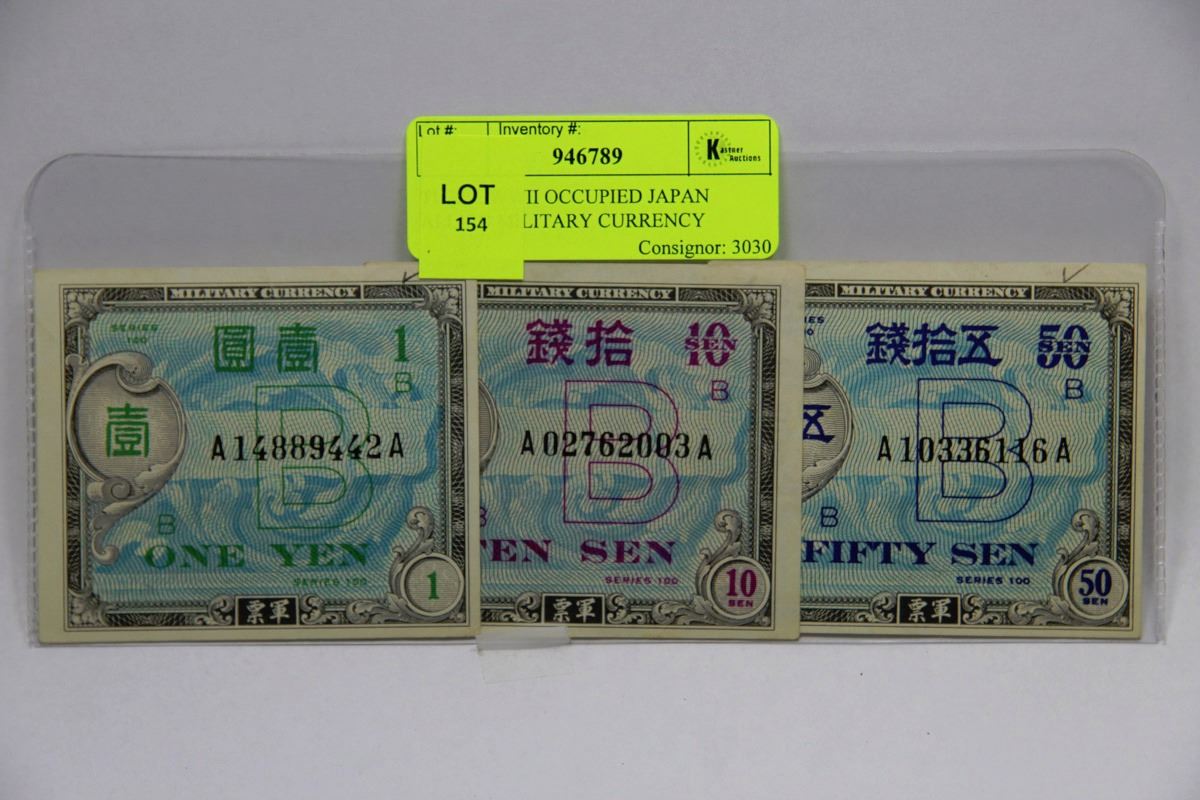 Lot #: Inventory #:
946789
Kastner Auctions
LOT
154
II OCCUPIED JAPAN
MILITARY CURRENCY
Consignor: 3030
MILITARY CURRENCY
SERIES
100
圓壹 1
B
B
壹
A14889442A
B
ONE YEN
SERIES 100
1
票軍
MILITARY CURRENCY
錢拾 10
SEN
B
B
A02762003A
B
TEN SEN
SERIES 100
10
SEN
票軍
MILITARY CURRENCY
錢拾五 50
SEN
B
B
五
A10336116A
B
FIFTY SEN
SERIES 100
50
SEN
票軍